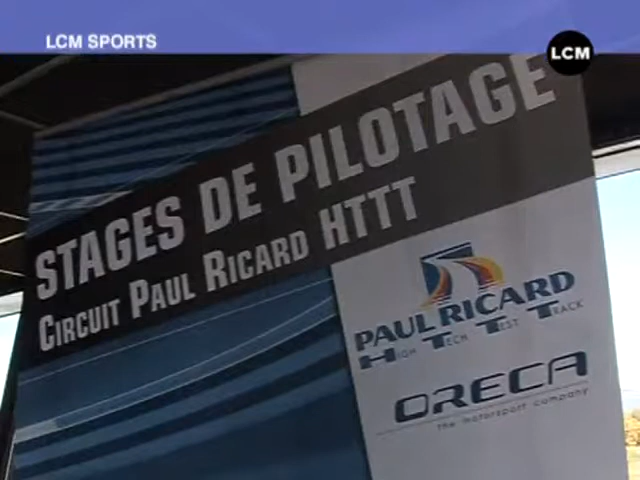 LCM SPORTS
LCM
STAGES DE PILOTAGE
CIRCUIT PAUL RICARD HTTT
PAUL RICARD
HIGH TECH TEST TRACK
ORECA
the motorsport company